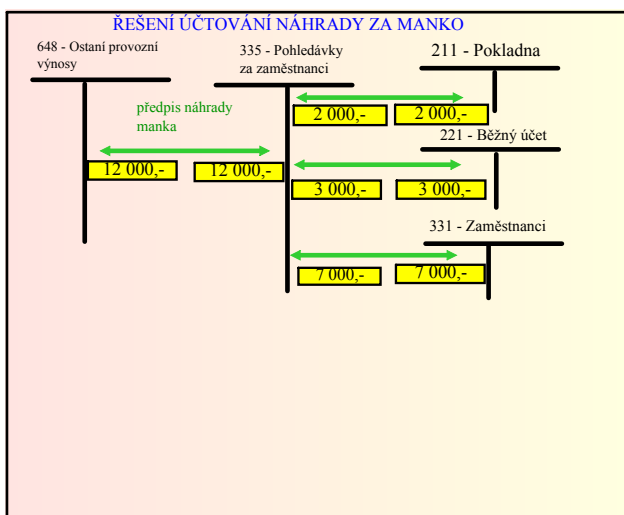 ŘEŠENÍ ÚČTOVÁNÍ NÁHRADY ZA MANKO
648 - Ostaní provozní
výnosy
335 - Pohledávky
za zaměstnanci
211 - Pokladna
předpis náhrady
manka
2 000,-
2 000,-
221 - Běžný účet
12 000,-
12 000,-
3 000,-
3 000,-
331 - Zaměstnanci
7 000,-
7 000,-